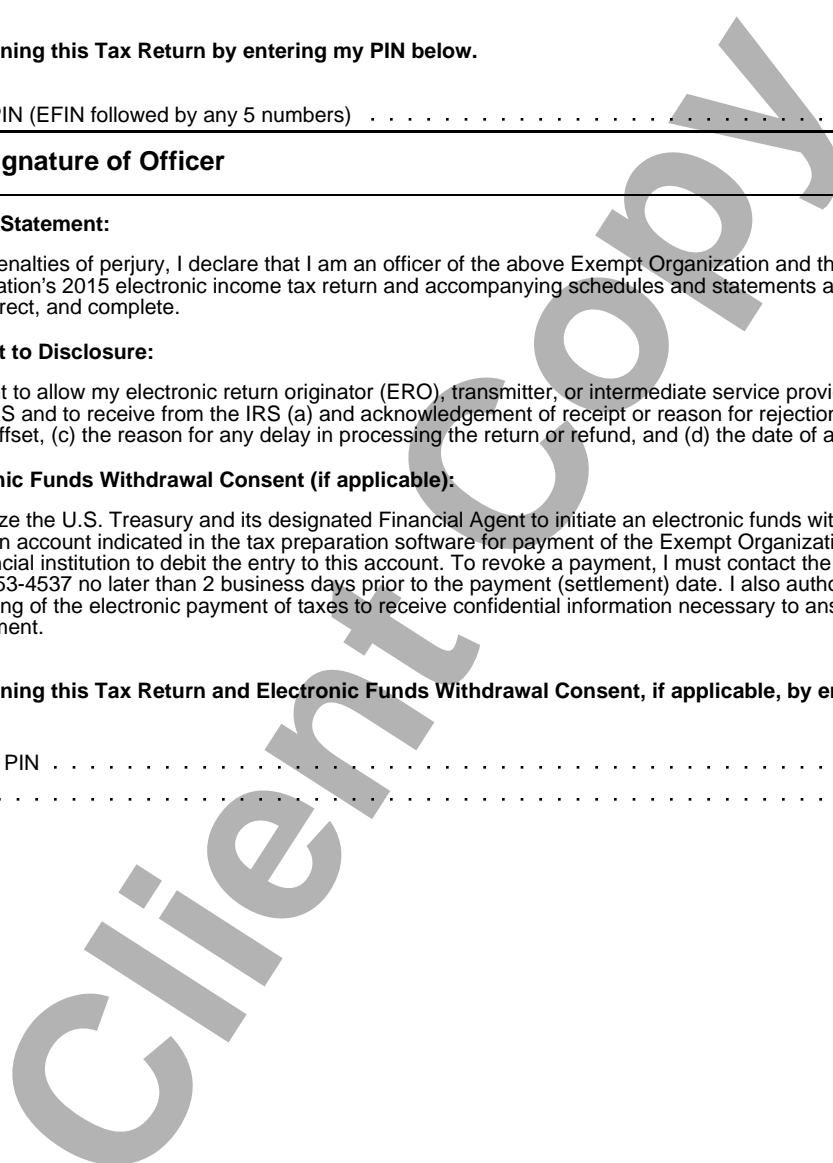 ning this Tax Return by entering my PIN below.
PIN (EFIN followed by any 5 numbers) . . . . . . . . . . . . . . . . . . . . . . . . . .
gnature of Officer
Statement:
enalties of perjury, I declare that I am an officer of the above Exempt Organization and th
ation's 2015 electronic income tax return and accompanying schedules and statements a
rect, and complete.
t to Disclosure:
t to allow my electronic return originator (ERO), transmitter, or intermediate service provi
S and to receive from the IRS (a) and acknowledgement of receipt or reason for rejection
ffset, (c) the reason for any delay in processing the return or refund, and (d) the date of a
nic Funds Withdrawal Consent (if applicable):
ze the U.S. Treasury and its designated Financial Agent to initiate an electronic funds wit
n account indicated in the tax preparation software for payment of the Exempt Organizati
cial institution to debit the entry to this account. To revoke a payment, I must contact the
53-4537 no later than 2 business days prior to the payment (settlement) date. I also autho
ng of the electronic payment of taxes to receive confidential information necessary to ans
ment.
ning this Tax Return and Electronic Funds Withdrawal Consent, if applicable, by en
PIN . . . . . . . . . . . . . . . . . . . . . . . . . . . . . . . . . . . . . . . . . . . . . . . . . .
. . . . . . . . . . . . . . . . . . . . . . . . . . . . . . . . . . . . . . . . . . . . . . . . . . . . .
Client Copy